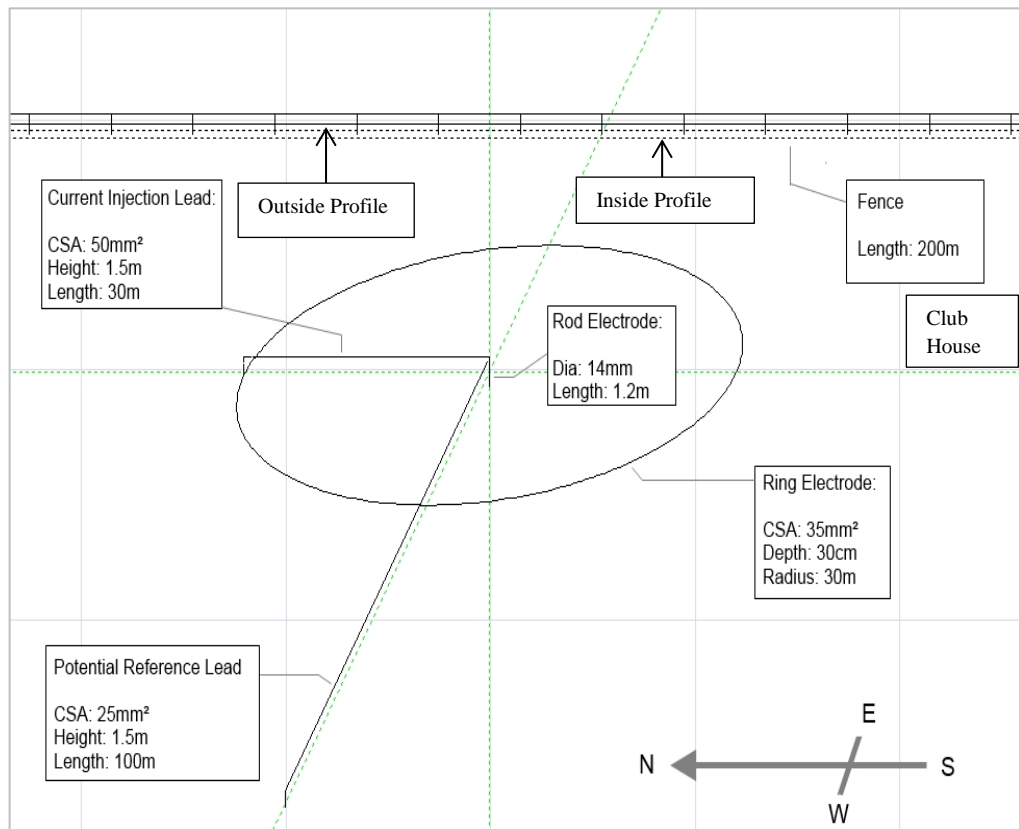 Current Injection Lead:
CSA: 50mm²
Height: 1.5m
Length: 30m
Outside Profile
Inside Profile
Fence
Length: 200m
Club
House
Rod Electrode:
Dia: 14mm
Length: 1.2m
Ring Electrode:
CSA: 35mm²
Depth: 30cm
Radius: 30m
Potential Reference Lead
CSA: 25mm²
Height: 1.5m
Length: 100m
E
N
S
W